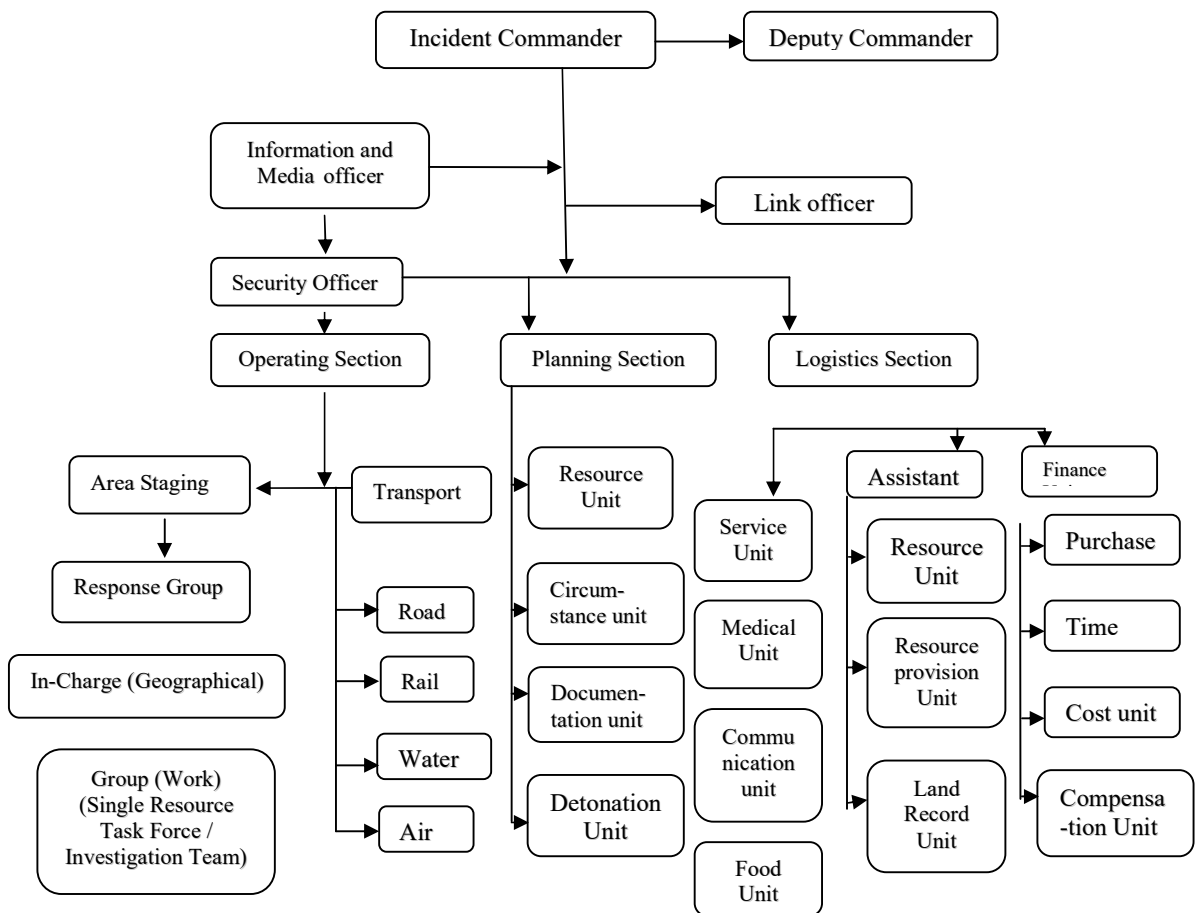 Incident Commander
Deputy Commander
Information and
Media officer
Link officer
Security Officer
Operating Section
Planning Section
Logistics Section
Area Staging
Transport
Response Group
In-Charge (Geographical)
Group (Work)
(Single Resource
Task Force /
Investigation Team)
Road
Rail
Water
Air
Resource
Unit
Circum-
stance unit
Documen-
tation unit
Detonation
Unit
Service
Unit
Medical
Unit
Commu
nication
unit
Food
Unit
Assistant
Resource
Unit
Resource
provision
Unit
Land
Record
Unit
Finance
Purchase
Time
Cost unit
Compensa
-tion Unit